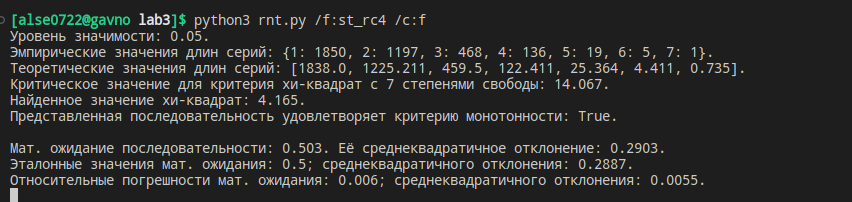 [alse0722@gavno lab3]$ python3 rnt.py /f:st_rc4 /c:f
Уровень значимости: 0.05.
Эмпирические значения длин серий: {1: 1850, 2: 1197, 3: 468, 4: 136, 5: 19, 6: 5, 7: 1}.
Теоретические значения длин серий: [1838.0, 1225.211, 459.5, 122.411, 25.364, 4.411, 0.735].
Критическое значение для критерия хи-квадрат с 7 степенями свободы: 14.067.
Найденное значение хи-квадрат: 4.165.
Представленная последовательность удовлетворяет критерию монотонности: True.
Мат. ожидание последовательности: 0.503. Её среднеквадратичное отклонение: 0.2903.
Эталонные значения мат. ожидания: 0.5; среднеквадратичного отклонения: 0.2887.
Относительные погрешности мат. ожидания: 0.006; среднеквадратичного отклонения: 0.0055.